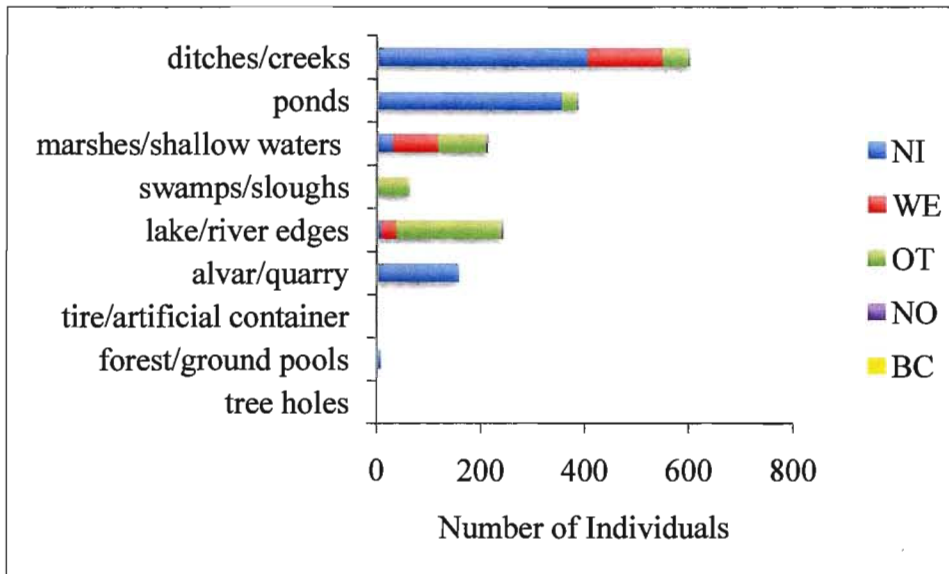 ditches/creeks
ponds
marshes/shallow waters
swamps/sloughs
lake/river edges
alvar/quarry
tire/artificial container
forest/ground pools
tree holes
0 200 400 600 800
Number of Individuals
NI
WE
OT
NO
BC